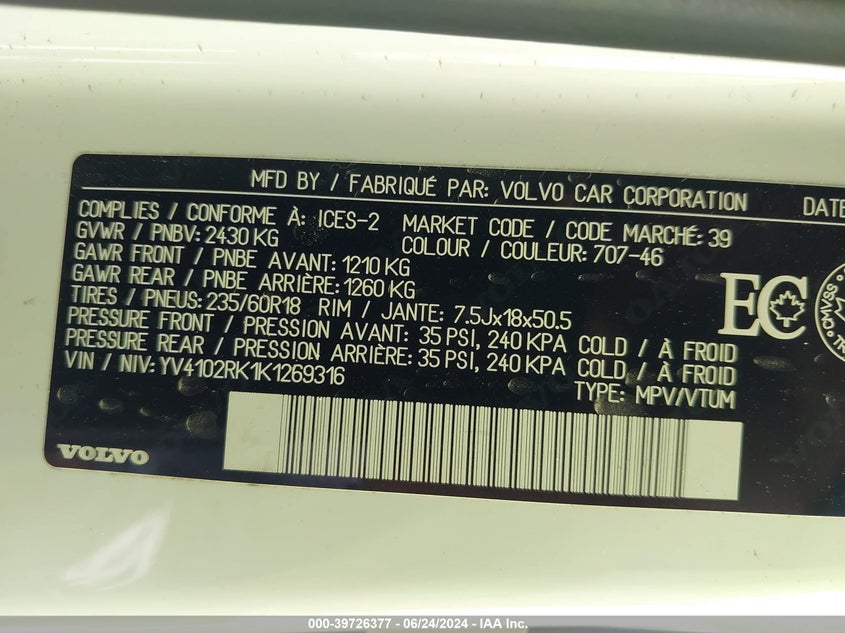 MFD BY / FABRIQUÉ PAR: VOLVO CAR CORPORATION DATE
COMPLIES / CONFORME À: ICES-2 MARKET CODE / CODE MARCHÉ: 39
GVWR / PNBV: 2430 KG COLOUR / COULEUR: 707-46
GAWR FRONT / PNBE AVANT: 1210 KG
GAWR REAR / PNBE ARRIÈRE: 1260 KG
TIRES / PNEUS: 235/60R18 RIM / JANTE: 7.5Jx18x50.5
PRESSURE FRONT / PRESSION AVANT: 35 PSI, 240 KPA COLD / À FROID
PRESSURE REAR / PRESSION ARRIÈRE: 35 PSI, 240 KPA COLD / À FROID
VIN / NIV: YV4102RK1K1269316 TYPE: MPV/VTUM
EC
VOLVO
000-39726377 - 06/24/2024 - IAA Inc.